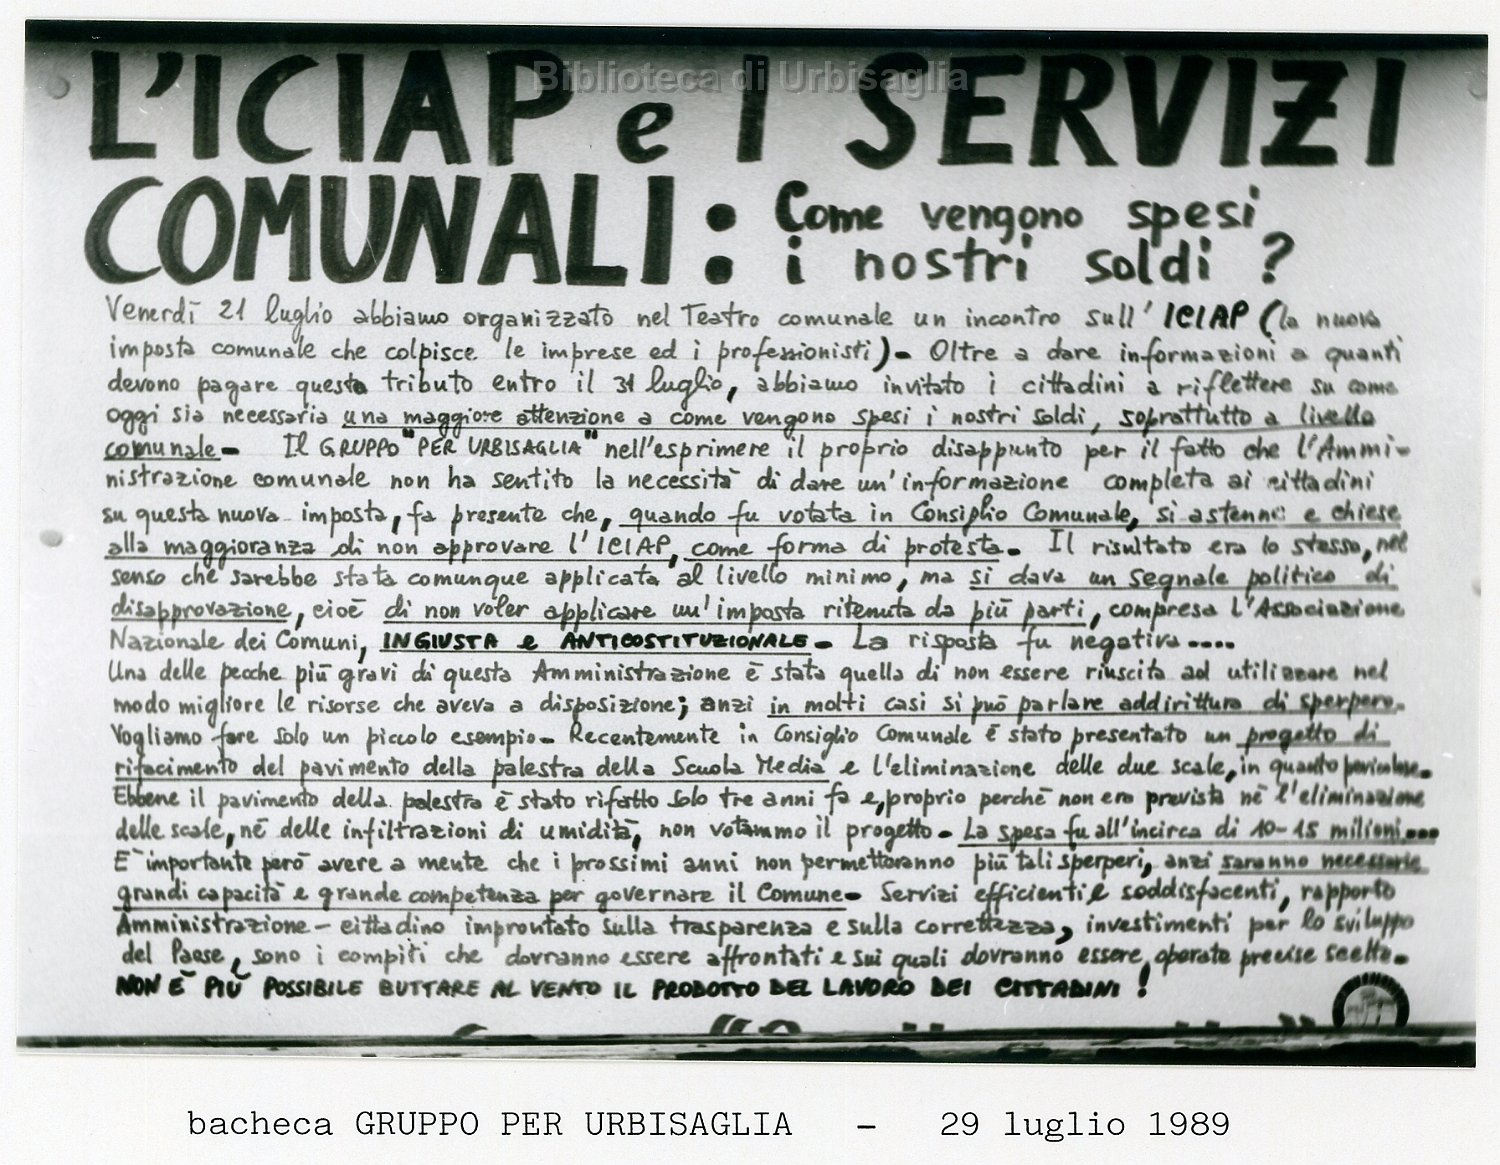 Biblioteca di Urbisaglia
L'ICIAP e I SERVIZI
COMUNALI: Come vengono spesi
i nostri soldi?
Venerdì 21 luglio abbiamo organizzato nel Teatro comunale un incontro sull'ICIAP (la nuova
imposta comunale che colpisce le imprese ed i professionisti)- Oltre a dare informazioni a quanti
devono pagare questo tributo entro il 31 luglio, abbiamo invitato i cittadini a riflettere su come
oggi sia necessaria una maggiore attenzione a come vengono spesi i nostri soldi, soprattutto a livello
comunale- Il GRUPPO "PER URBISAGLIA" nell'esprimere il proprio disappunto per il fatto che l'Ammi-
nistrazione comunale non ha sentito la necessità di dare un'informazione completa ai cittadini
su questa nuova imposta, fa presente che, quando fu votata in Consiglio Comunale, si astenne e chiese
alla maggioranza di non approvare l'ICIAP, come forma di protesta. Il risultato era lo stesso, nel
senso che sarebbe stata comunque applicata al livello minimo, ma si dava un segnale politico di
disapprovazione, cioè di non voler applicare un'imposta ritenuta da più parti, compresa l'Associazione
Nazionale dei Comuni, INGIUSTA e ANTICOSTITUZIONALE- La risposta fu negativa....
Una delle pecche più gravi di questa Amministrazione è stata quella di non essere riuscita ad utilizzare nel
modo migliore le risorse che aveva a disposizione; anzi in molti casi si può parlare addirittura di sperpero.
Vogliamo fare solo un piccolo esempio- Recentemente in Consiglio Comunale è stato presentato un progetto di
rifacimento del pavimento della palestra della Scuola Media e l'eliminazione delle due scale, in quanto pericolose.
Ebbene il pavimento della palestra è stato rifatto solo tre anni fa e, proprio perchè non era prevista nè l'eliminazione
delle scale, nè delle infiltrazioni di umidità, non votammo il progetto- La spesa fu all'incirca di 10-15 milioni...
E' importante però avere a mente che i prossimi anni non permetteranno più tali sperperi, anzi saranno necessarie
grandi capacità e grande competenza per governare il Comune- Servizi efficienti e soddisfacenti, rapporto
Amministrazione - cittadino improntato sulla trasparenza e sulla correttezza, investimenti per lo sviluppo
del Paese, sono i compiti che dovranno essere affrontati e sui quali dovranno essere operate precise scelte.
NON È PIÙ POSSIBILE BUTTARE AL VENTO IL PRODOTTO DEL LAVORO DEI CITTADINI!
bacheca GRUPPO PER URBISAGLIA - 29 luglio 1989